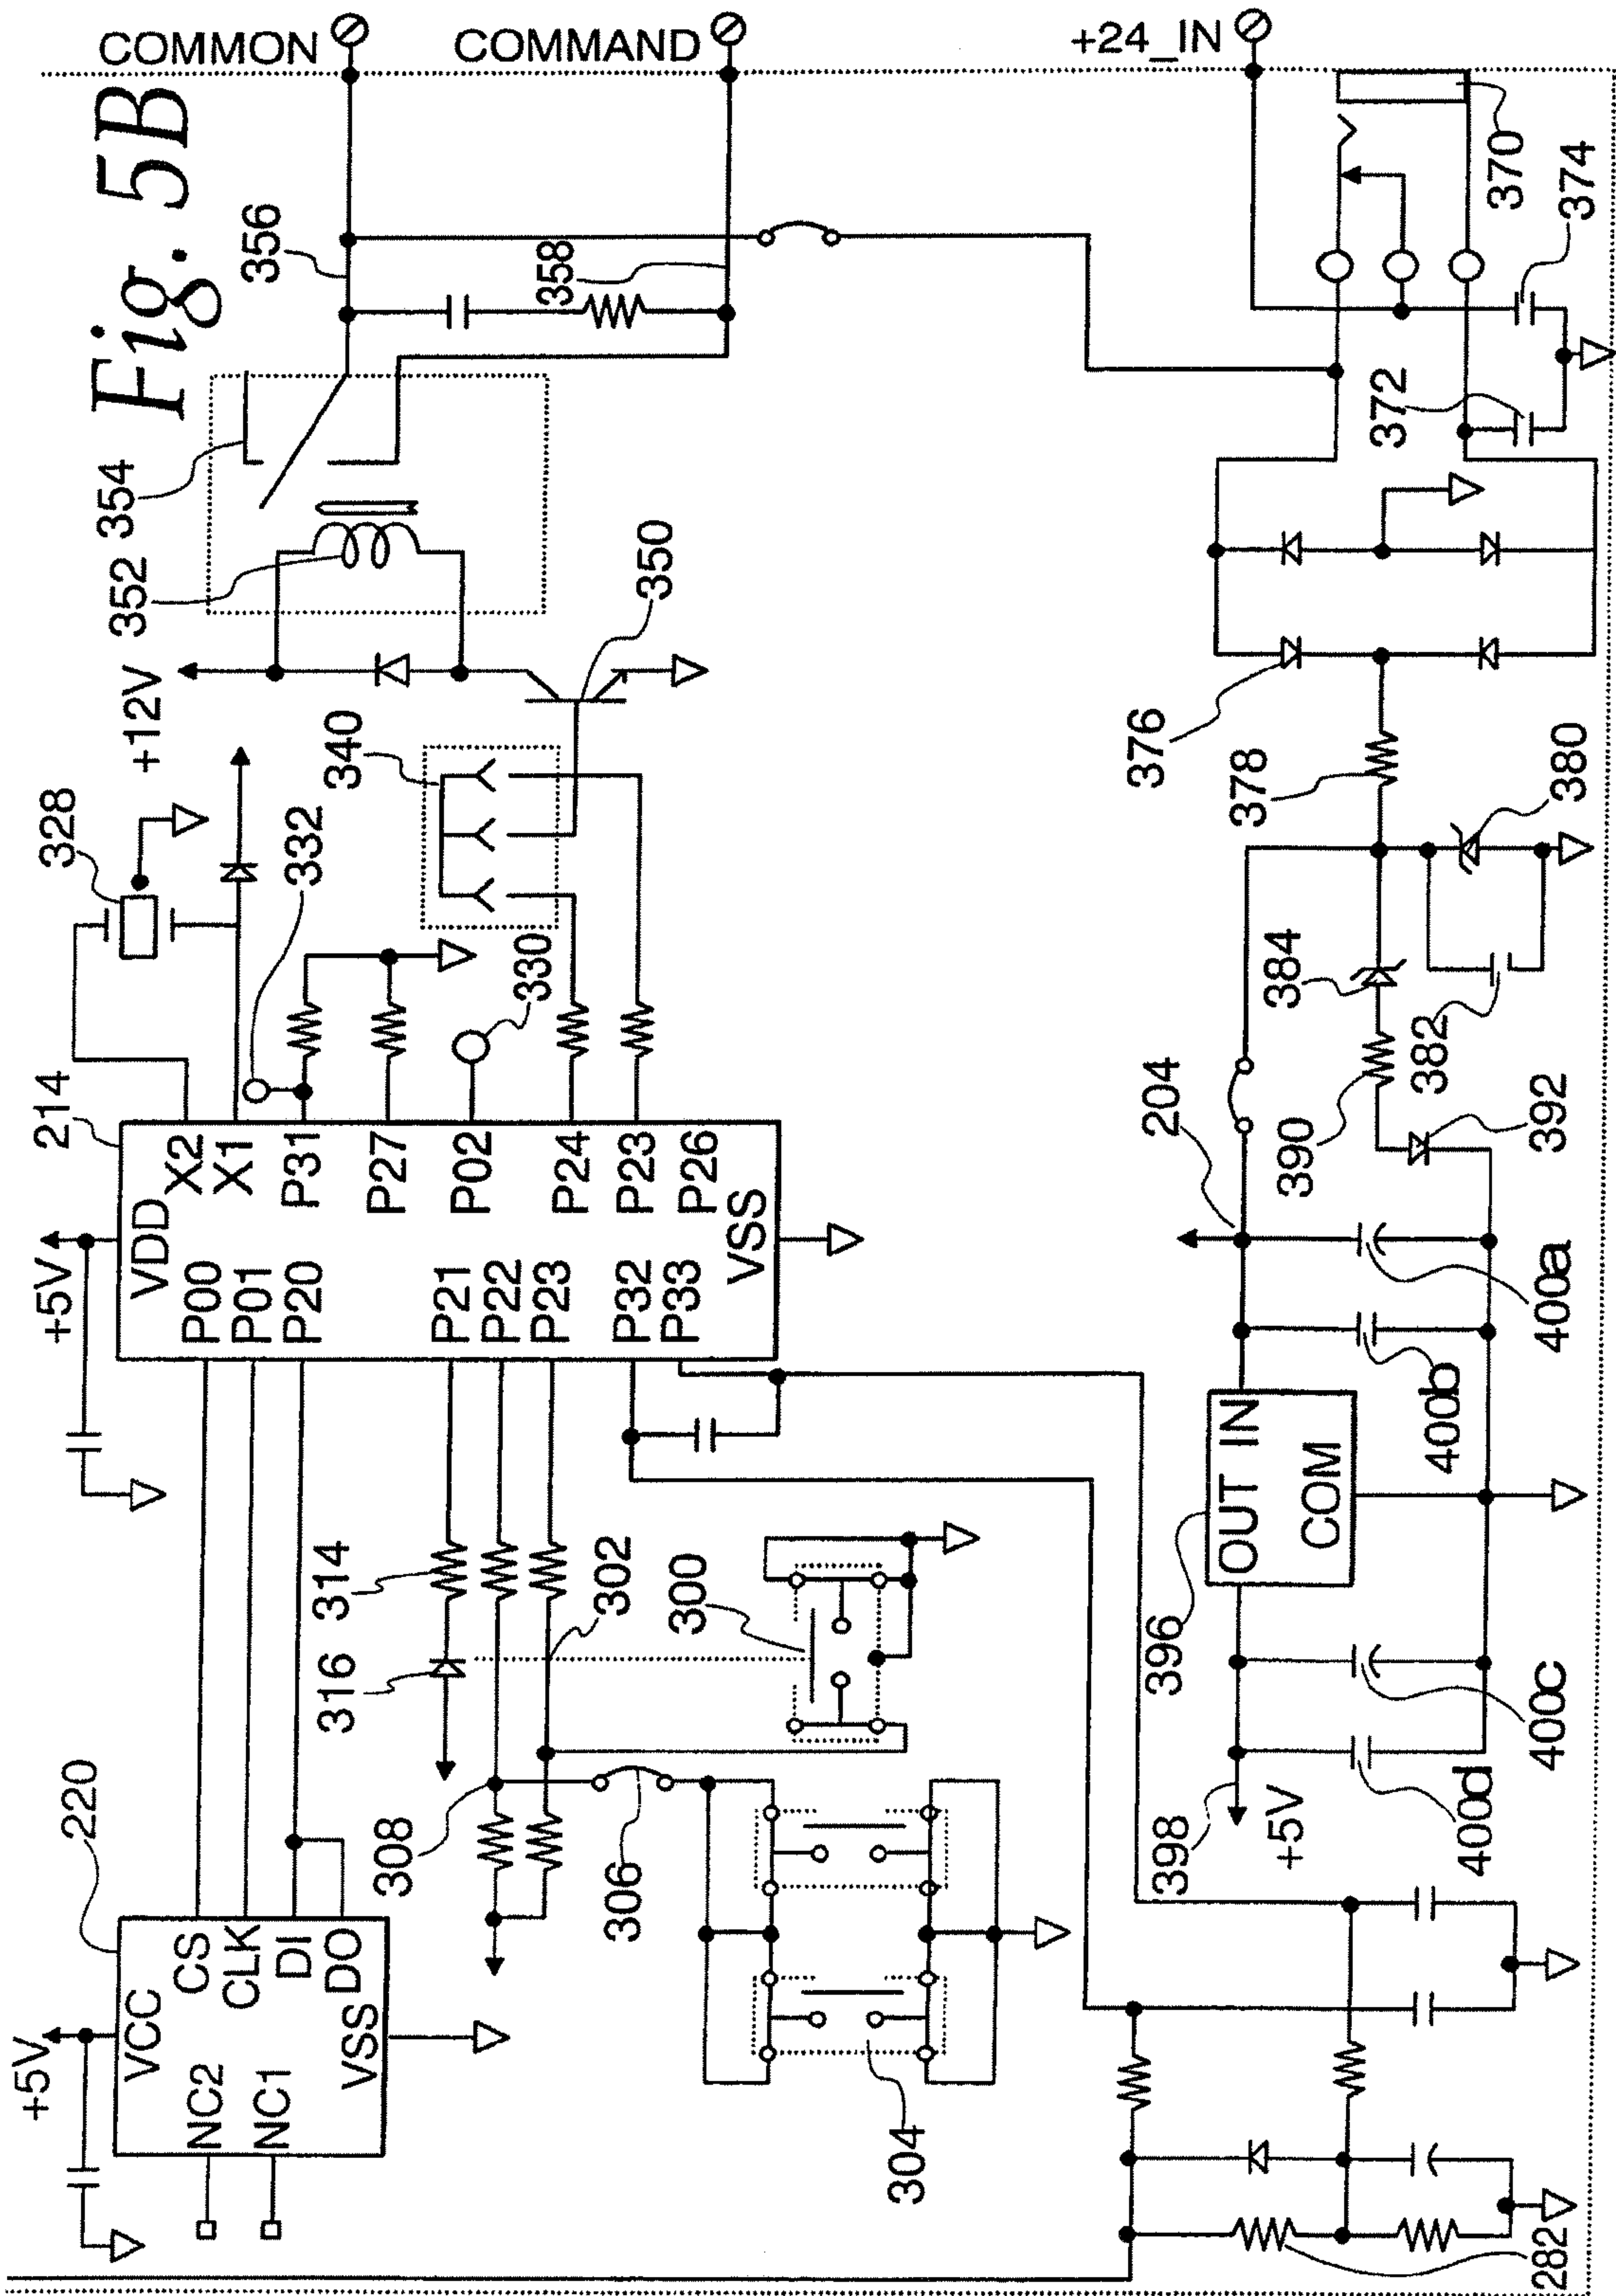 Fig. 5B
COMMON
COMMAND
+24_IN
356
358
370
374
372
354
352
350
+12V
340
376
378
380
328
332
330
384
382
204
390
392
214
+5V
VDD
X2
X1
P31
P27
P02
P24
P23
P26
VSS
P00
P01
P20
P21
P22
P23
P32
P33
400a
400b
OUT IN
COM
396
398
+5V
400c
400d
314
316
302
300
308
306
304
220
+5V
VCC
CS
CLK
DI
DO
VSS
NC2
NC1
282